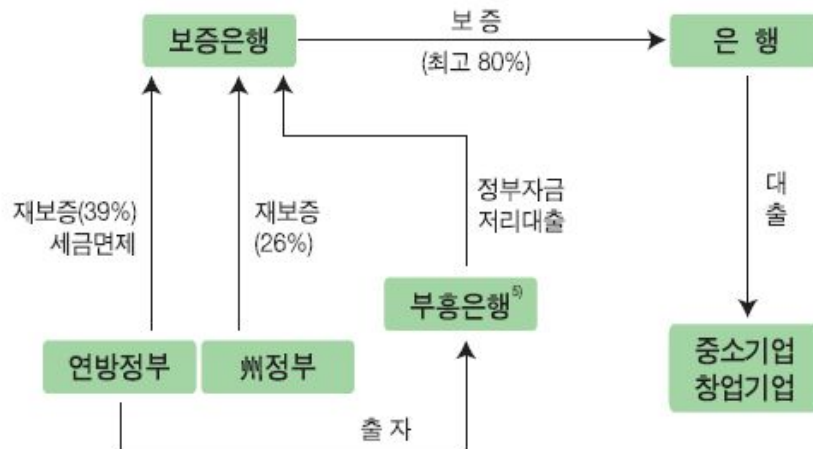 보증은행
보 증
(최고 80%)
은 행
재보증(39%)
세금면제
재보증
(26%)
정부자금
저리대출
대
출
부흥은행5)
연방정부
州정부
중소기업
창업기업
출 자